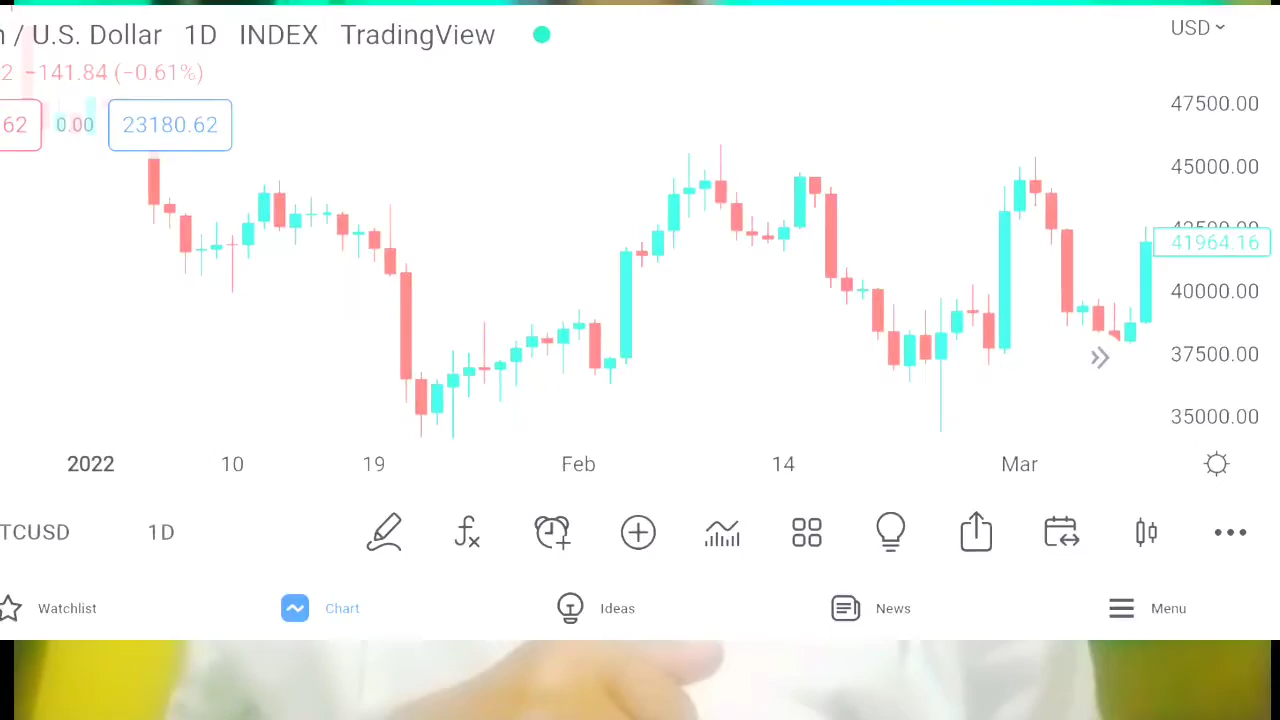 / U.S. Dollar 1D INDEX TradingView
USD
2 −141.84 (−0.61%)
62 0.00 23180.62
47500.00
45000.00
41964.16
40000.00
37500.00
35000.00
2022 10 19 Feb 14 Mar
TCUSD 1D
Watchlist Chart Ideas News Menu